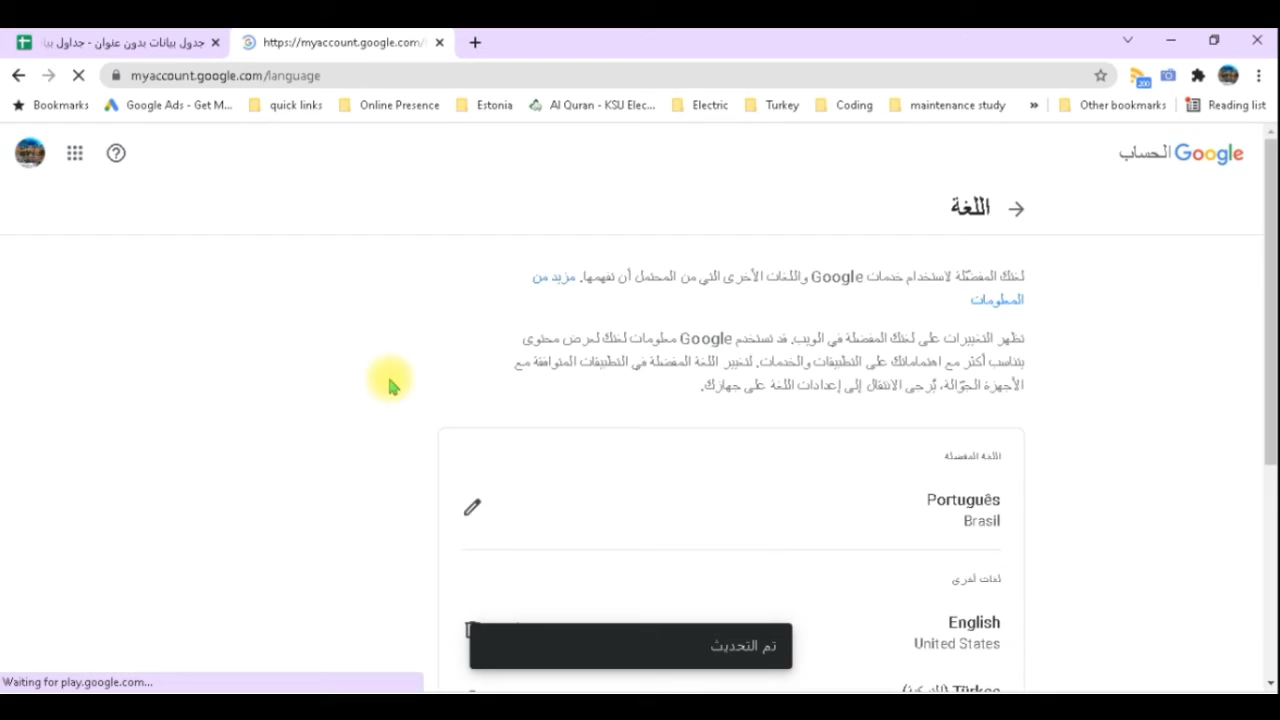 جدول بيانات بدون عنوان - جداول بيا
https://myaccount.google.com/
myaccount.google.com/language
Bookmarks
Google Ads - Get M...
quick links
Online Presence
Estonia
Al Quran - KSU Elec...
Electric
Turkey
Coding
maintenance study
»
Other bookmarks
Reading list
200
الحساب Google
اللغة
لغتك المفضّلة لاستخدام خدمات Google واللغات الأخرى التي من المحتمل أن تفهمها. مزيد من
المعلومات
تظهر التغييرات على لغتك المفضلة في الويب. قد تستخدم Google معلومات لغتك لعرض محتوى
يتناسب أكثر مع اهتماماتك على التطبيقات والخدمات. لتغيير اللغة المفضلة في التطبيقات المتوافقة مع
الأجهزة الجوّالة، يُرجى الانتقال إلى إعدادات اللغة على جهازك.
اللغة المفضلة
Português
Brasil
لغات أخرى
English
United States
تم التحديث
Türkçe (التركية)
Waiting for play.google.com...